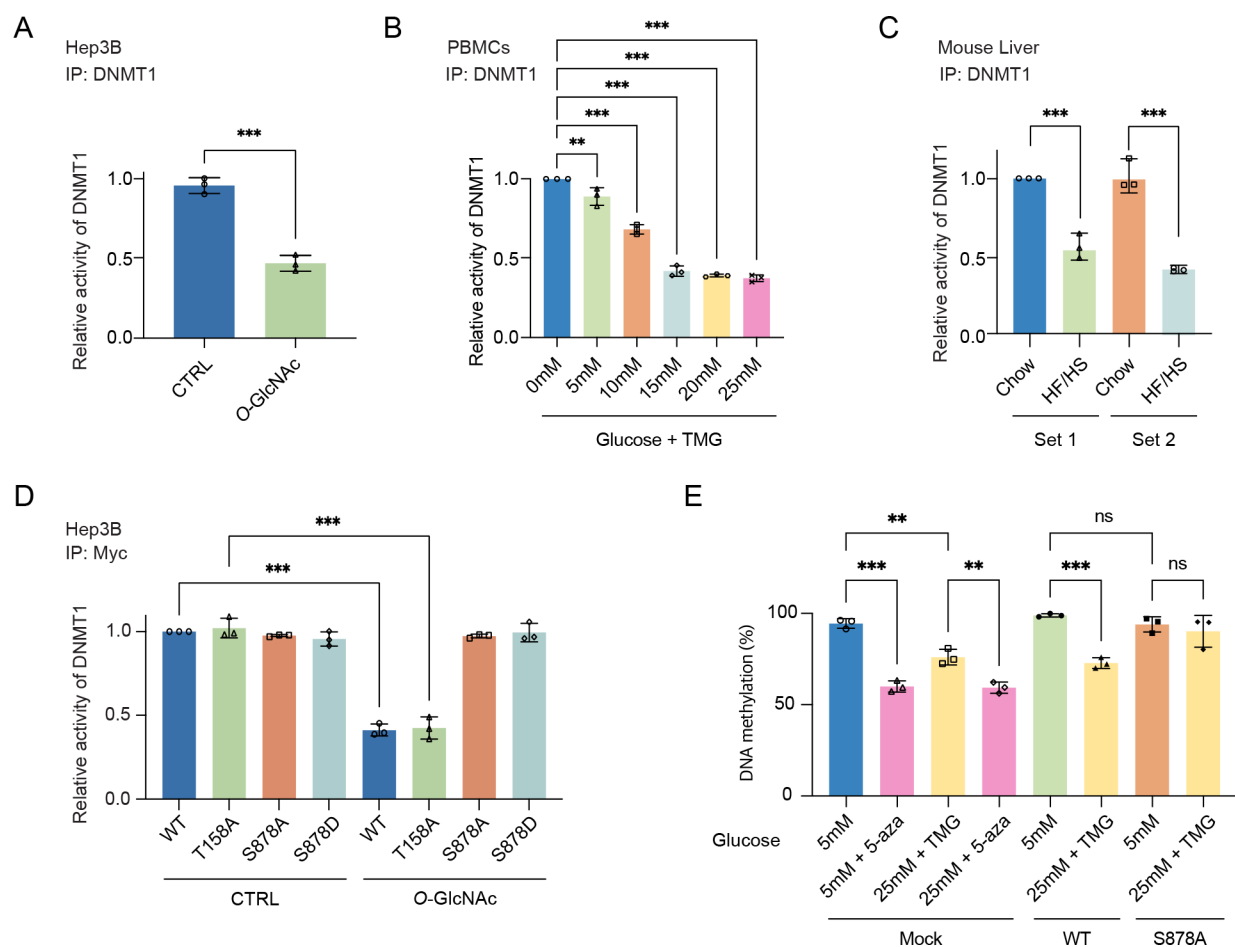 A
Hep3B
IP: DNMT1
***
Relative activity of DNMT1
1.0
0.5
0.0
CTRL
O-GlcNAc
B
PBMCs
IP: DNMT1
***
***
***
***
**
Relative activity of DNMT1
1.0
0.5
0.0
0mM
5mM
10mM
15mM
20mM
25mM
Glucose + TMG
C
Mouse Liver
IP: DNMT1
***
***
Relative activity of DNMT1
1.0
0.5
0.0
Chow
HF/HS
Chow
HF/HS
Set 1
Set 2
D
Hep3B
IP: Myc
***
***
Relative activity of DNMT1
1.0
0.5
0.0
WT
T158A
S878A
S878D
WT
T158A
S878A
S878D
CTRL
O-GlcNAc
E
ns
**
***
**
***
ns
DNA methylation (%)
100
50
0
Glucose
5mM
5mM + 5-aza
25mM + TMG
25mM + 5-aza
5mM
25mM + TMG
5mM
25mM + TMG
Mock
WT
S878A